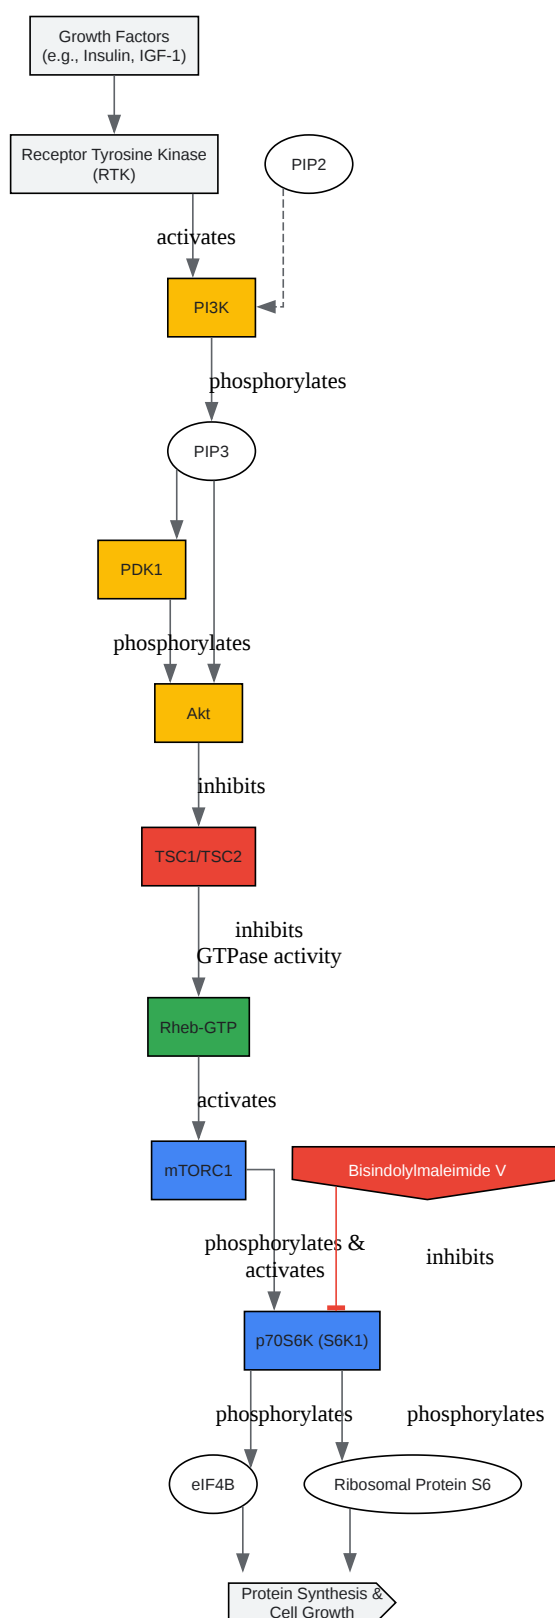 Growth Factors
(e.g., Insulin, IGF-1)
Receptor Tyrosine Kinase
(RTK)
PIP2
activates
PI3K
phosphorylates
PIP3
PDK1
phosphorylates
Akt
inhibits
TSC1/TSC2
inhibits
GTPase activity
Rheb-GTP
activates
mTORC1
Bisindolylmaleimide V
phosphorylates &
activates
inhibits
p70S6K (S6K1)
phosphorylates
phosphorylates
eIF4B
Ribosomal Protein S6
Protein Synthesis &
Cell Growth